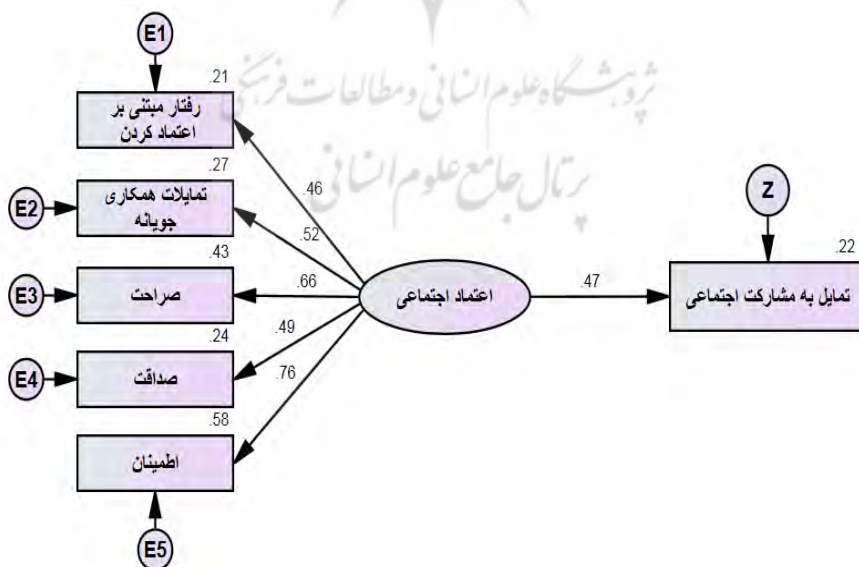 E1
.21
پژوهشگاه علوم انسانی و مطالعات فرهنگی
رفتار مبتنی بر
اعتماد کردن
.46
.27
پرتال جامع علوم انسانی
E2
تمایلات همکاری
جویانه
.52
Z
.43
.22
E3
صراحت
.66
اعتماد اجتماعی
.47
تمایل به مشارکت اجتماعی
.24
.49
E4
صداقت
.76
.58
اطمینان
E5